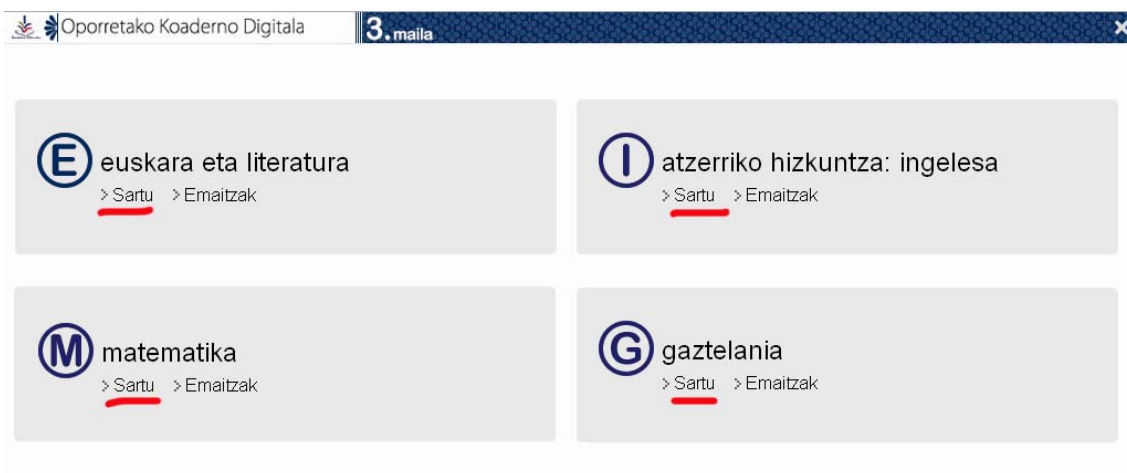 Oporretako Koaderno Digitala 3. maila
E euskara eta literatura
> Sartu > Emaitzak
I atzerriko hizkuntza: ingelesa
> Sartu > Emaitzak
M matematika
> Sartu > Emaitzak
G gaztelania
> Sartu > Emaitzak